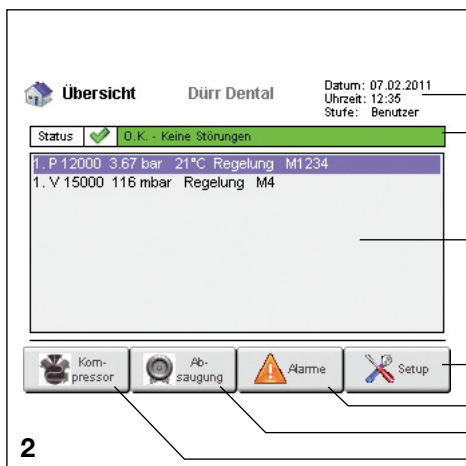 Übersicht
Dürr Dental
Datum: 07.02.2011
Uhrzeit: 12:35
Stufe: Benutzer
Status
O.K. - Keine Störungen
1. P 12000 3.67 bar 21°C Regelung M1234
1. V 15000 116 mbar Regelung M4
Kom-
pressor
Ab-
saugung
Alarme
Setup
2